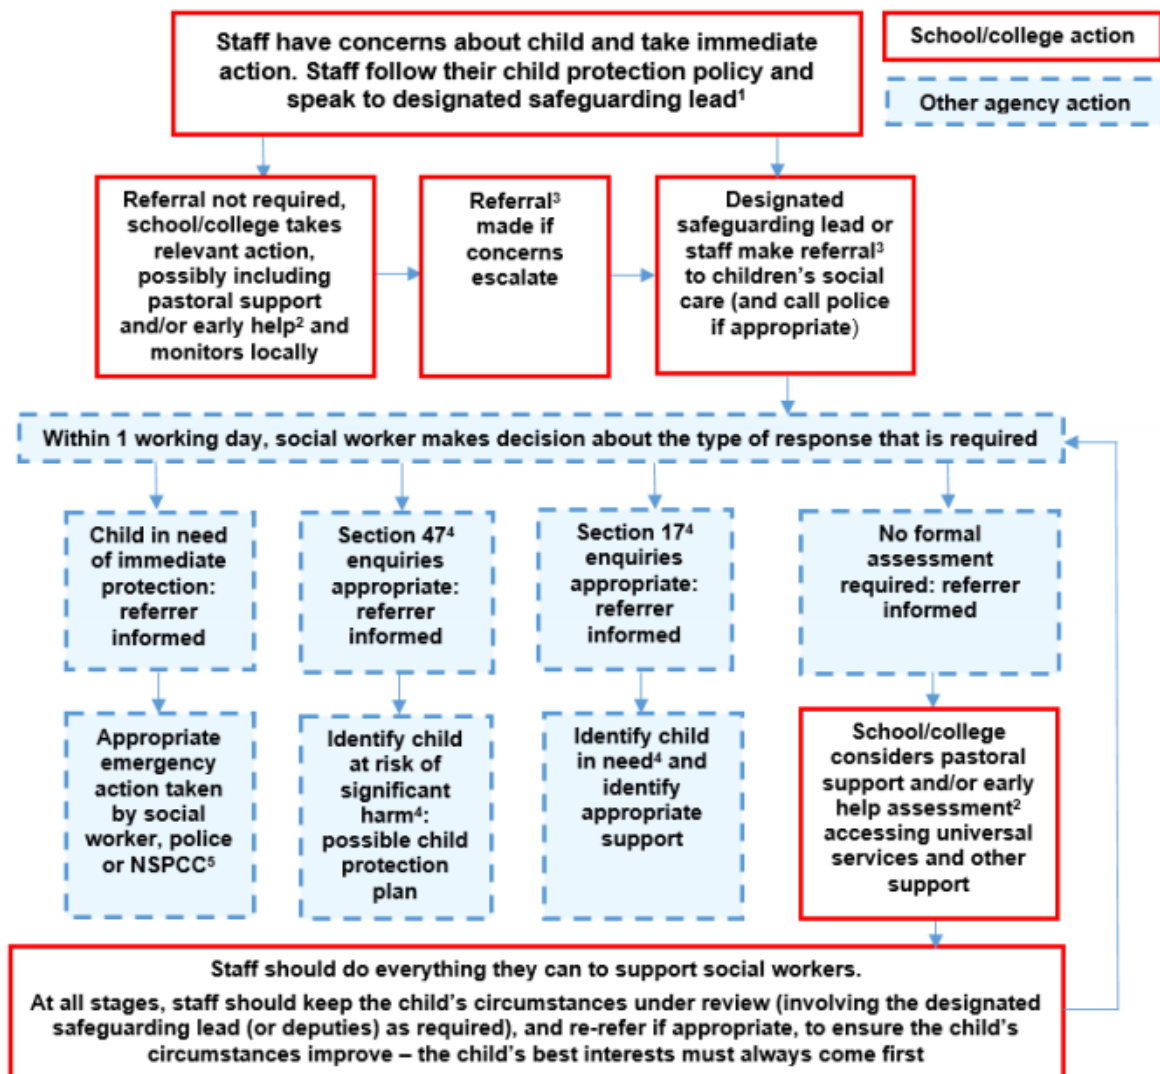 Staff have concerns about child and take immediate
action. Staff follow their child protection policy and
speak to designated safeguarding lead¹
School/college action
Other agency action
Referral not required,
school/college takes
relevant action,
possibly including
pastoral support
and/or early help² and
monitors locally
Referral³
made if
concerns
escalate
Designated
safeguarding lead or
staff make referral³
to children’s social
care (and call police
if appropriate)
Within 1 working day, social worker makes decision about the type of response that is required
Child in need
of immediate
protection:
referrer
informed
Section 47⁴
enquiries
appropriate:
referrer
informed
Section 17⁴
enquiries
appropriate:
referrer
informed
No formal
assessment
required: referrer
informed
Appropriate
emergency
action taken
by social
worker, police
or NSPCC⁵
Identify child
at risk of
significant
harm⁴:
possible child
protection
plan
Identify child
in need⁴ and
identify
appropriate
support
School/college
considers pastoral
support and/or early
help assessment²
accessing universal
services and other
support
Staff should do everything they can to support social workers.
At all stages, staff should keep the child’s circumstances under review (involving the designated
safeguarding lead (or deputies) as required), and re-refer if appropriate, to ensure the child’s
circumstances improve – the child’s best interests must always come first